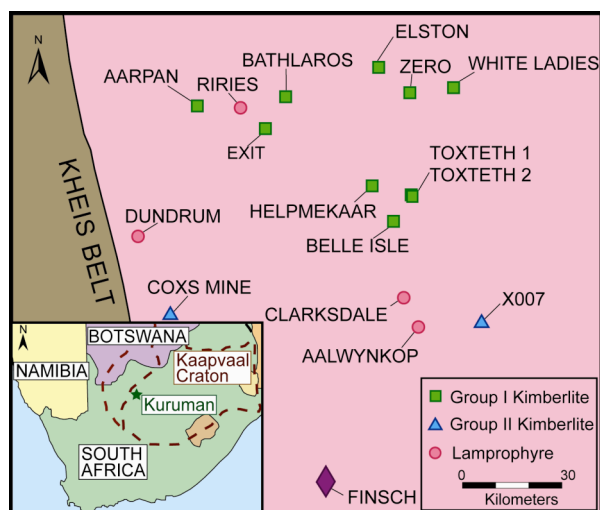 N
ELSTON
BATHLAROS
ZERO
WHITE LADIES
AARPAN
RIRIES
EXIT
KHEIS BELT
TOXTETH 1
TOXTETH 2
HELPMEKAAR
DUNDRUM
BELLE ISLE
COXS MINE
X007
CLARKSDALE
AALWYNKOP
N
BOTSWANA
NAMIBIA
Kaapvaal
Craton
Kuruman
SOUTH
AFRICA
Group I Kimberlite
Group II Kimberlite
Lamprophyre
0 30
Kilometers
FINSCH